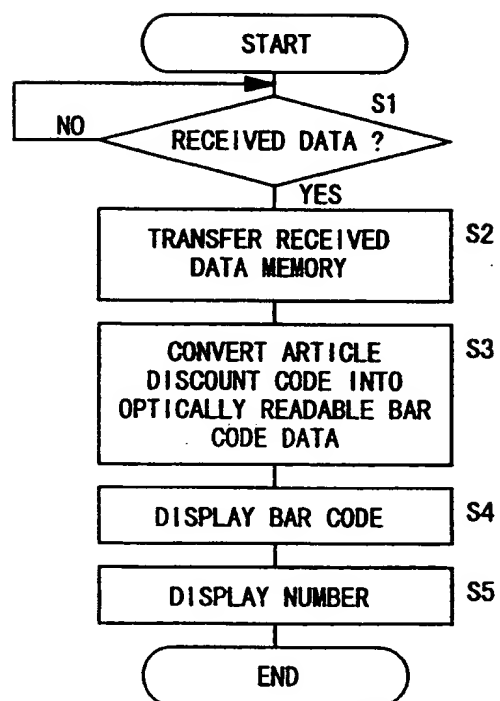 START
S1
NO
RECEIVED DATA ?
YES
TRANSFER RECEIVED
DATA MEMORY
S2
CONVERT ARTICLE
DISCOUNT CODE INTO
OPTICALLY READABLE BAR
CODE DATA
S3
DISPLAY BAR CODE
S4
DISPLAY NUMBER
S5
END